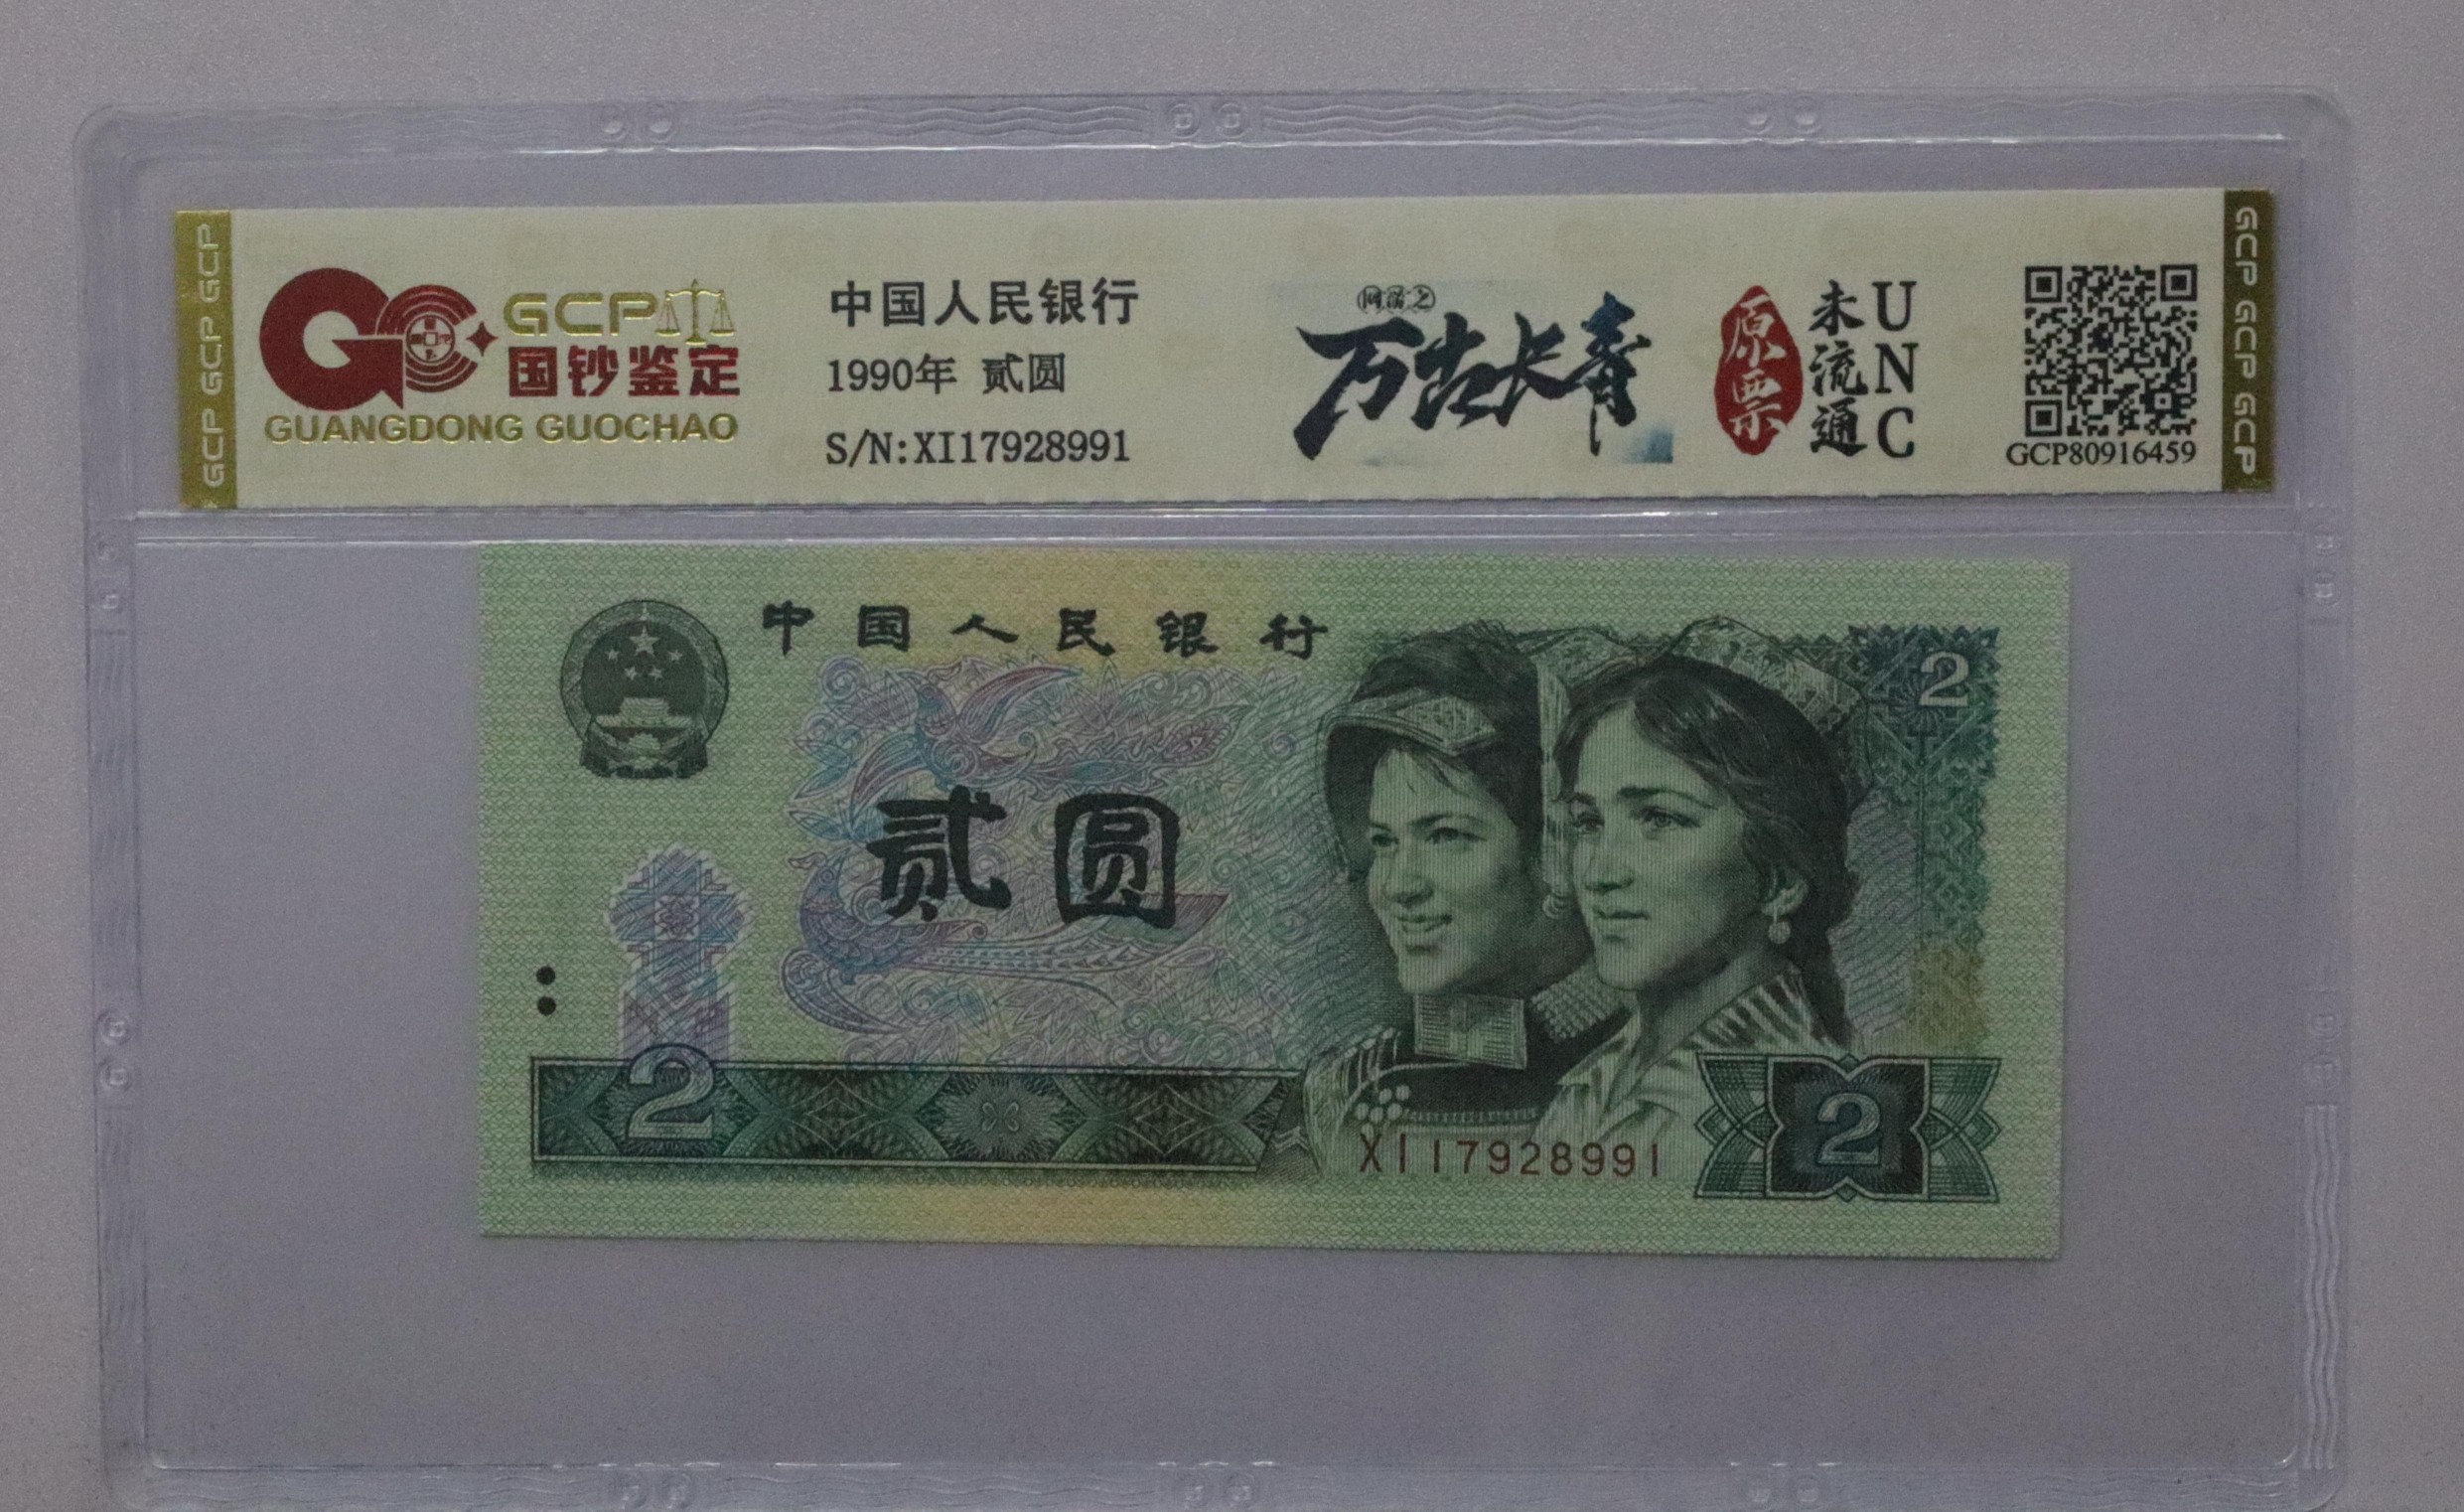 GCP GCP GCP
GCP
国钞鉴定
GUANGDONG GUOCHAO
中国人民银行
1990年 贰圆
S/N:XI17928991
万古长青
原票
未流通
UNC
GCP80916459
GCP GCP GCP
中国人民银行
2
贰圆
2
XI17928991
2